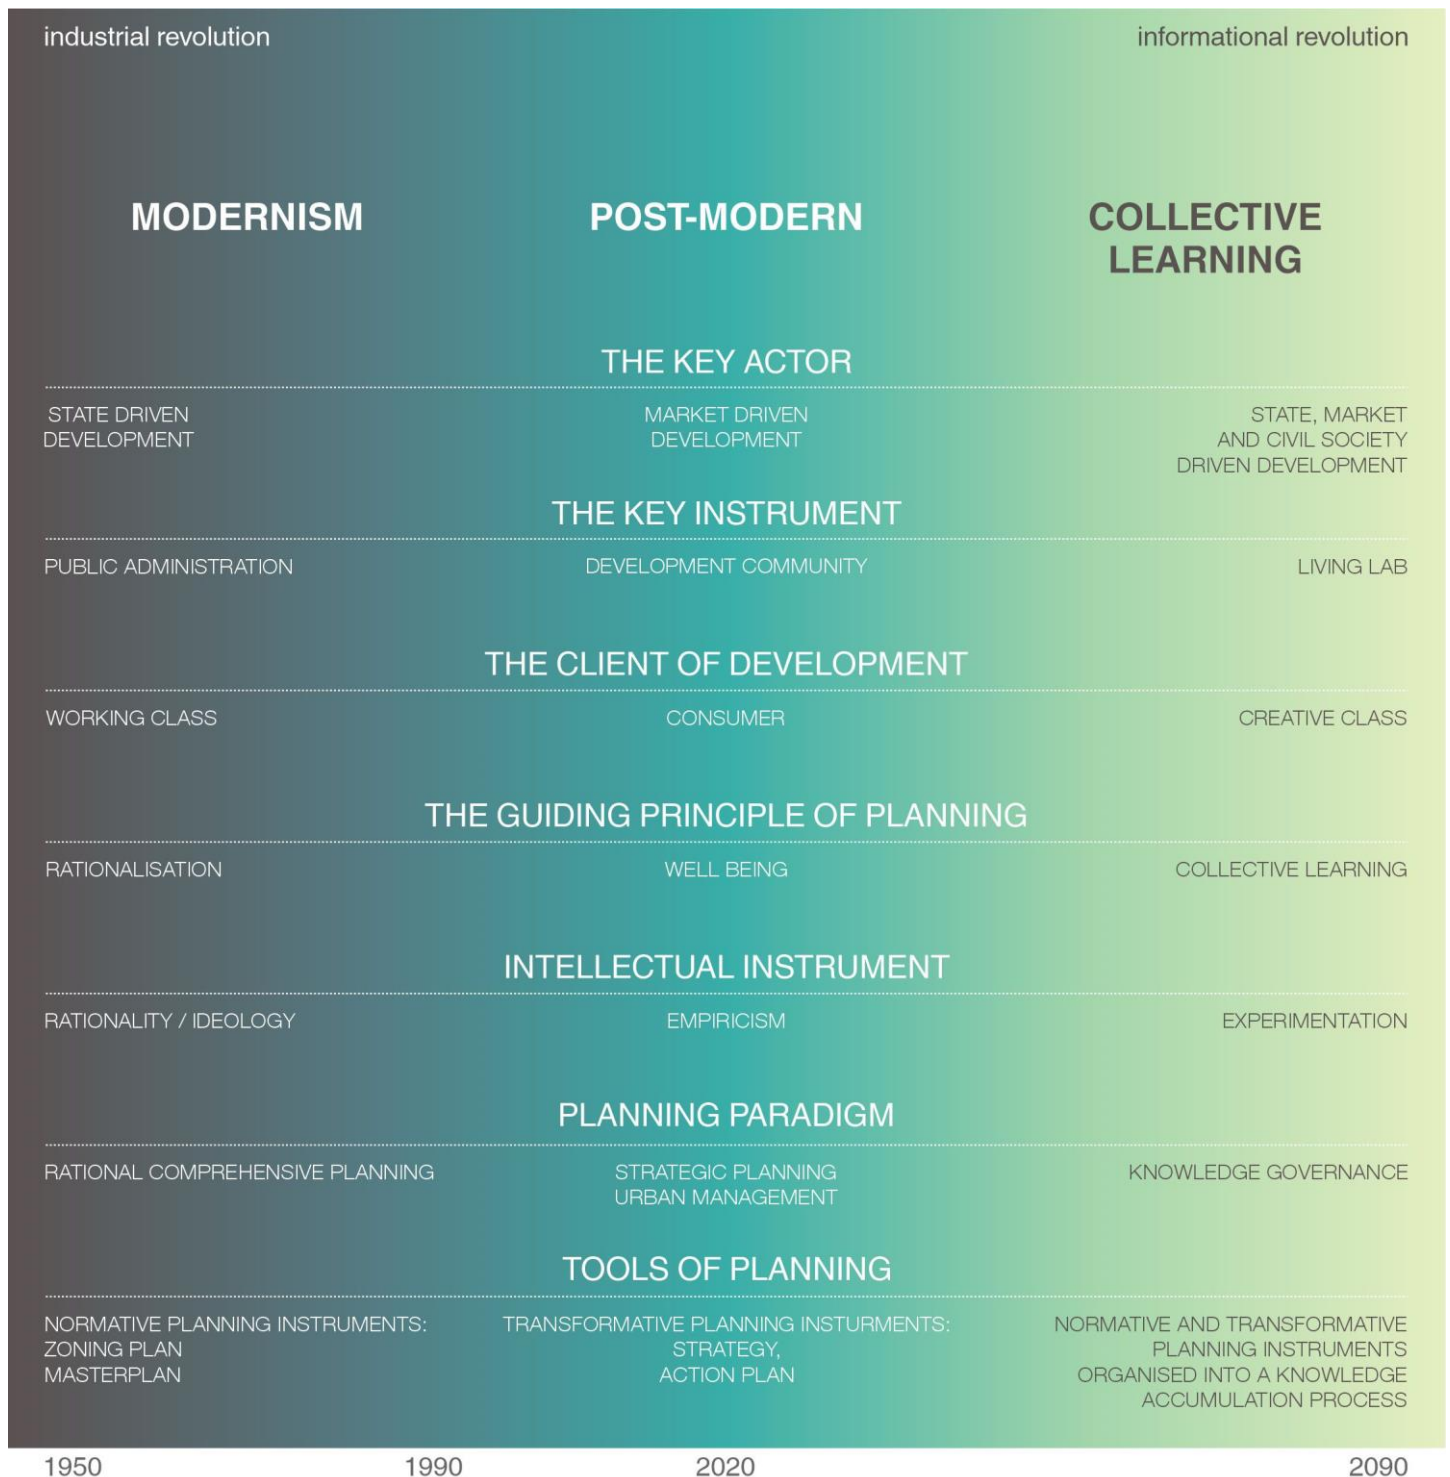 industrial revolution
informational revolution
MODERNISM
POST-MODERN
COLLECTIVE
LEARNING
THE KEY ACTOR
STATE DRIVEN
DEVELOPMENT
MARKET DRIVEN
DEVELOPMENT
STATE, MARKET
AND CIVIL SOCIETY
DRIVEN DEVELOPMENT
THE KEY INSTRUMENT
PUBLIC ADMINISTRATION
DEVELOPMENT COMMUNITY
LIVING LAB
THE CLIENT OF DEVELOPMENT
WORKING CLASS
CONSUMER
CREATIVE CLASS
THE GUIDING PRINCIPLE OF PLANNING
RATIONALISATION
WELL BEING
COLLECTIVE LEARNING
INTELLECTUAL INSTRUMENT
RATIONALITY / IDEOLOGY
EMPIRICISM
EXPERIMENTATION
PLANNING PARADIGM
RATIONAL COMPREHENSIVE PLANNING
STRATEGIC PLANNING
URBAN MANAGEMENT
KNOWLEDGE GOVERNANCE
TOOLS OF PLANNING
NORMATIVE PLANNING INSTRUMENTS:
ZONING PLAN
MASTERPLAN
TRANSFORMATIVE PLANNING INSTURMENTS:
STRATEGY,
ACTION PLAN
NORMATIVE AND TRANSFORMATIVE
PLANNING INSTRUMENTS
ORGANISED INTO A KNOWLEDGE
ACCUMULATION PROCESS
1950
1990
2020
2090